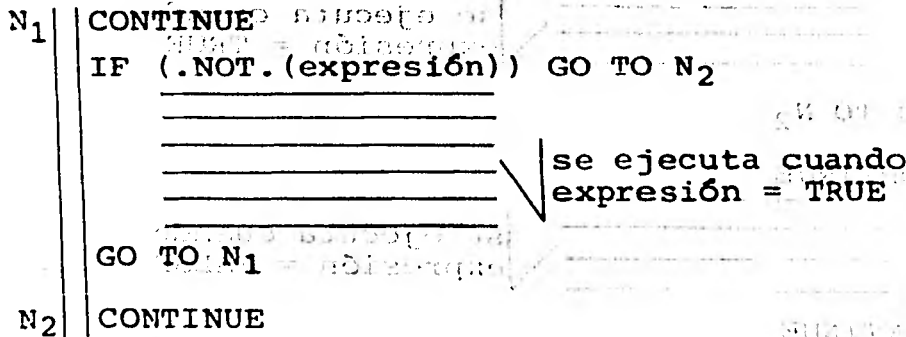 N1 CONTINUE
IF (.NOT.(expresión)) GO TO N2
se ejecuta cuando
expresión = TRUE
GO TO N1
N2 CONTINUE